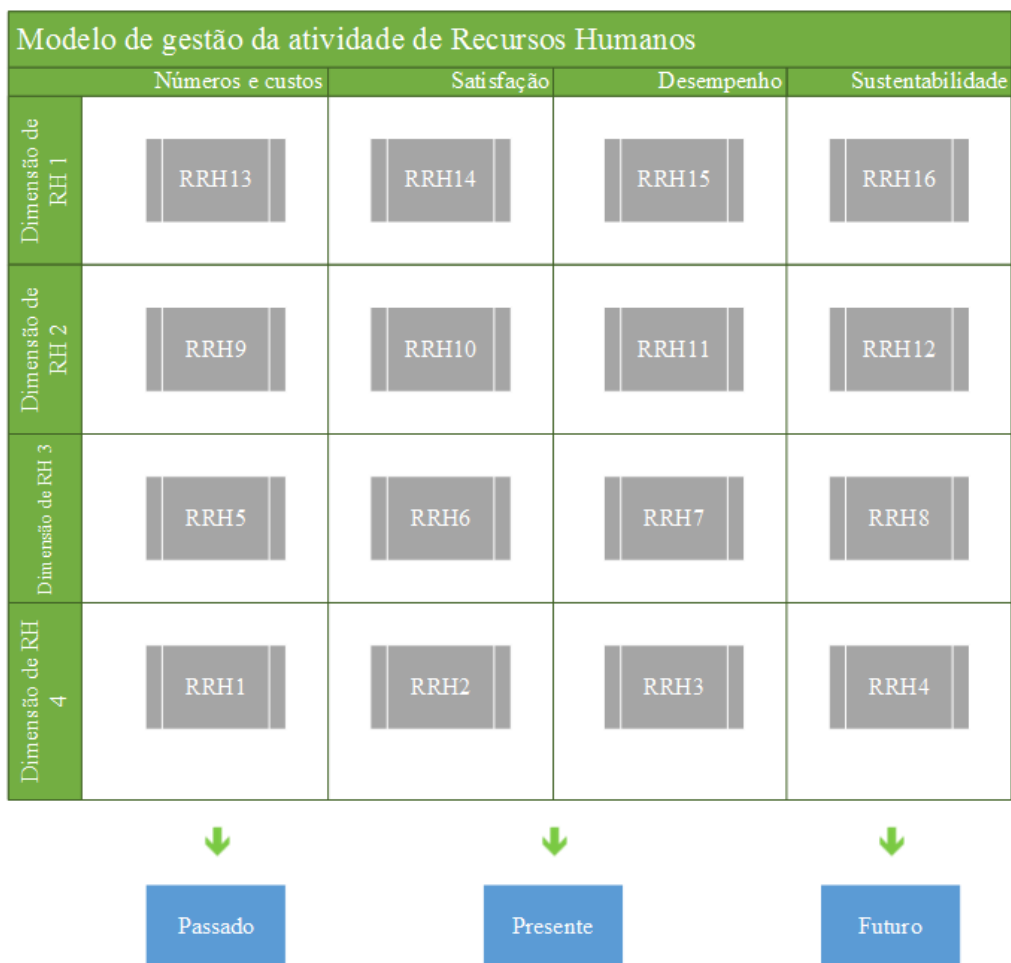 Modelo de gestão da atividade de Recursos Humanos
Números e custos
Satisfação
Desempenho
Sustentabilidade
Dimensão de
RH 1
RRH13
RRH14
RRH15
RRH16
Dimensão de
RH 2
RRH9
RRH10
RRH11
RRH12
Dimensão de RH 3
RRH5
RRH6
RRH7
RRH8
Dimensão de RH
4
RRH1
RRH2
RRH3
RRH4
Passado
Presente
Futuro